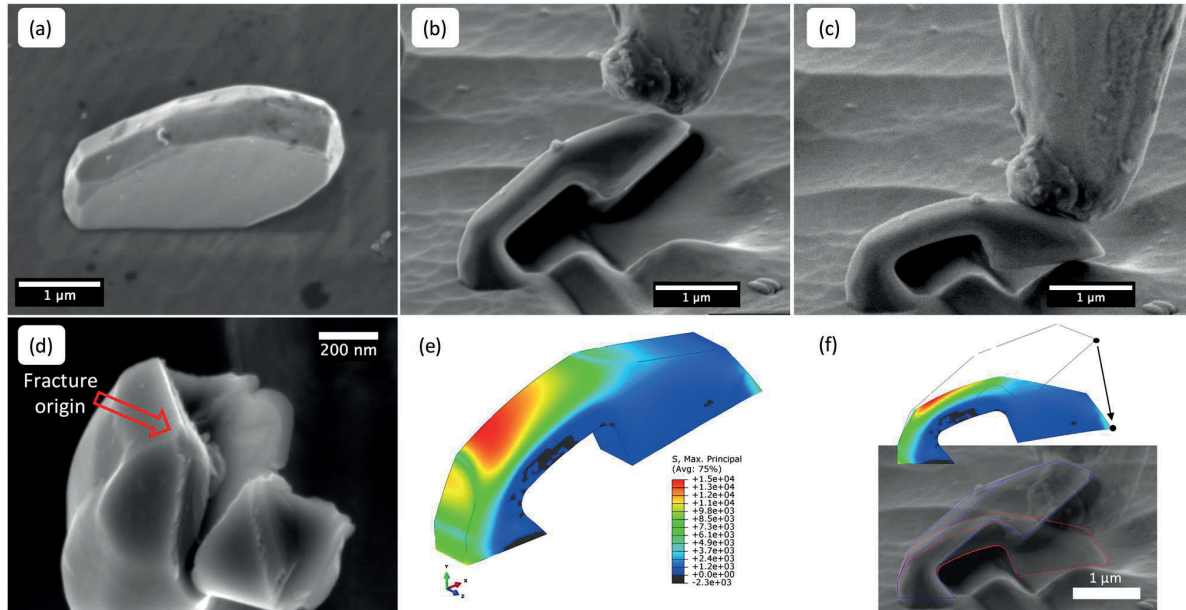 (a)
1 µm
(b)
1 µm
(c)
1 µm
(d)
200 nm
Fracture
origin
(e)
S, Max. Principal
(Avg: 75%)
+1.5e+04
+1.3e+04
+1.2e+04
+1.1e+04
+9.8e+03
+8.5e+03
+7.3e+03
+6.1e+03
+4.9e+03
+3.7e+03
+2.4e+03
+1.2e+03
+0.0e+00
-2.3e+03
Y
X
Z
(f)
1 µm